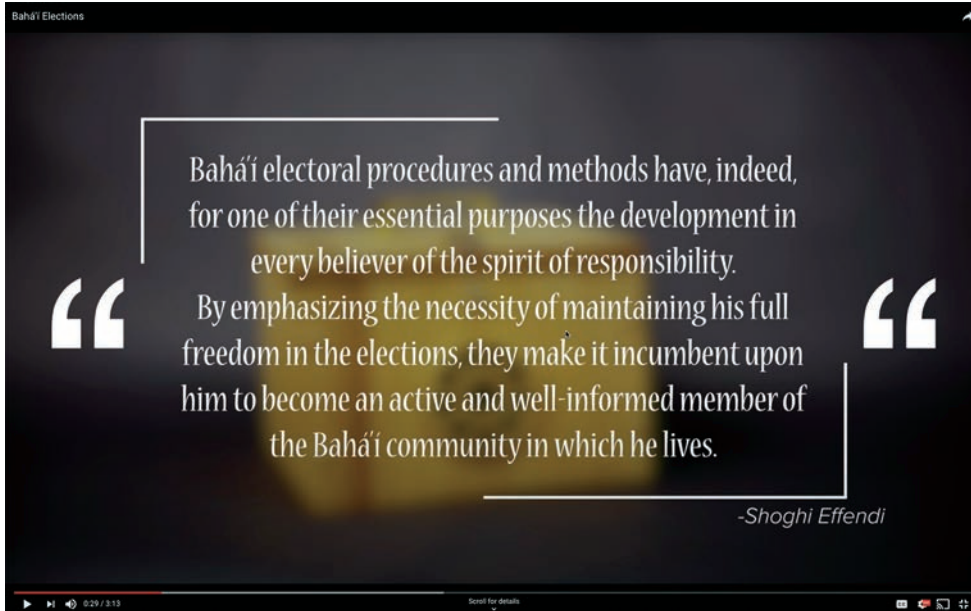 Bahá'í Elections
Bahá'í electoral procedures and methods have, indeed,
for one of their essential purposes the development in
every believer of the spirit of responsibility.
By emphasizing the necessity of maintaining his full
freedom in the elections, they make it incumbent upon
him to become an active and well-informed member of
the Bahá'í community in which he lives.
-Shoghi Effendi
0:29 / 3:13
Scroll for details